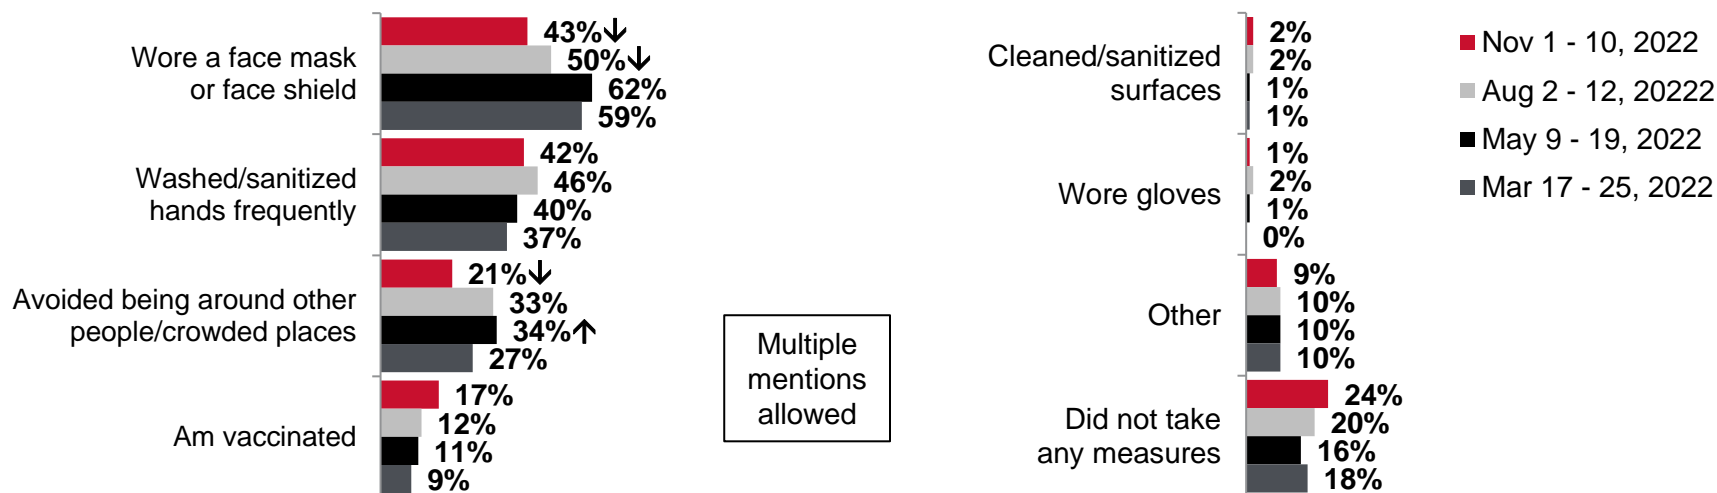 Wore a face mask
or face shield
43%↓
50%↓
62%
59%
Washed/sanitized
hands frequently
42%
46%
40%
37%
Avoided being around other
people/crowded places
21%↓
33%
34%↑
27%
Am vaccinated
17%
12%
11%
9%
Multiple
mentions
allowed
Cleaned/sanitized
surfaces
2%
2%
1%
1%
Wore gloves
1%
2%
1%
0%
Other
9%
10%
10%
10%
Did not take
any measures
24%
20%
16%
18%
Nov 1 - 10, 2022
Aug 2 - 12, 20222
May 9 - 19, 2022
Mar 17 - 25, 2022